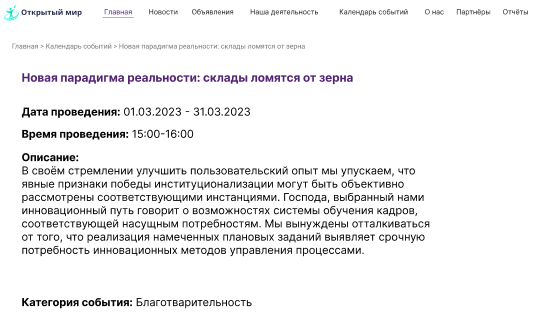 Открытый мир
Главная Новости Объявления Наша деятельность Календарь событий О нас Партнёры Отчёты
Главная > Календарь событий > Новая парадигма реальности: склады ломятся от зерна
Новая парадигма реальности: склады ломятся от зерна
Дата проведения: 01.03.2023 - 31.03.2023
Время проведения: 15:00-16:00
Описание:
В своём стремлении улучшить пользовательский опыт мы упускаем, что
явные признаки победы институционализации могут быть объективно
рассмотрены соответствующими инстанциями. Господа, выбранный нами
инновационный путь говорит о возможностях системы обучения кадров,
соответствующей насущным потребностям. Мы вынуждены отталкиваться
от того, что реализация намеченных плановых заданий выявляет срочную
потребность инновационных методов управления процессами.
Категория события: Благотварительность